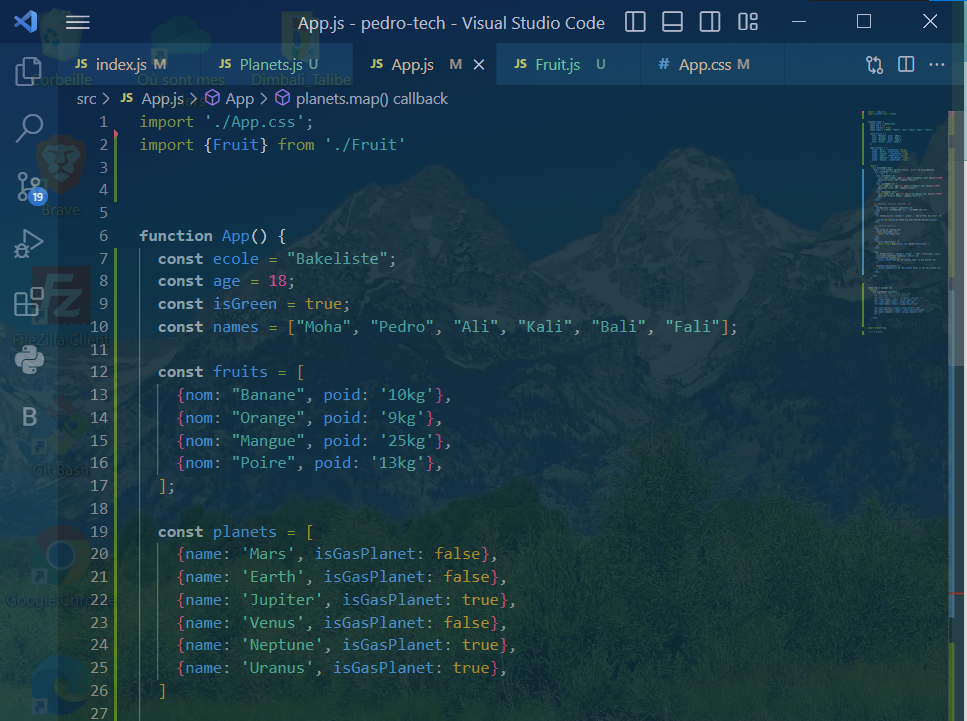 App.js - pedro-tech - Visual Studio Code
JS index.js M JS Planets.js U JS App.js M JS Fruit.js U # App.css M
Corbeille Où sont mes Dimbali_Talibe
src > JS App.js > App > planets.map() callback
1 import './App.css';
2 import {Fruit} from './Fruit'
3
4
5
6 function App() {
7 const ecole = "Bakeliste";
8 const age = 18;
9 const isGreen = true;
10 const names = ["Moha", "Pedro", "Ali", "Kali", "Bali", "Fali"];
11
12 const fruits = [
13 {nom: "Banane", poid: '10kg'},
14 {nom: "Orange", poid: '9kg'},
15 {nom: "Mangue", poid: '25kg'},
16 {nom: "Poire", poid: '13kg'},
17 ];
18
19 const planets = [
20 {name: 'Mars', isGasPlanet: false},
21 {name: 'Earth', isGasPlanet: false},
22 {name: 'Jupiter', isGasPlanet: true},
23 {name: 'Venus', isGasPlanet: false},
24 {name: 'Neptune', isGasPlanet: true},
25 {name: 'Uranus', isGasPlanet: true},
26 ]
27
19
Brave
FileZilla Client
B
Git Bash
Google Chrome